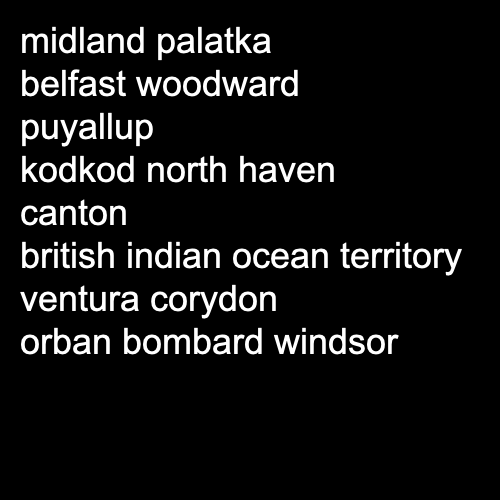 midland palatka
belfast woodward
puyallup
kodkod north haven
canton
british indian ocean territory
ventura corydon
orban bombard windsor